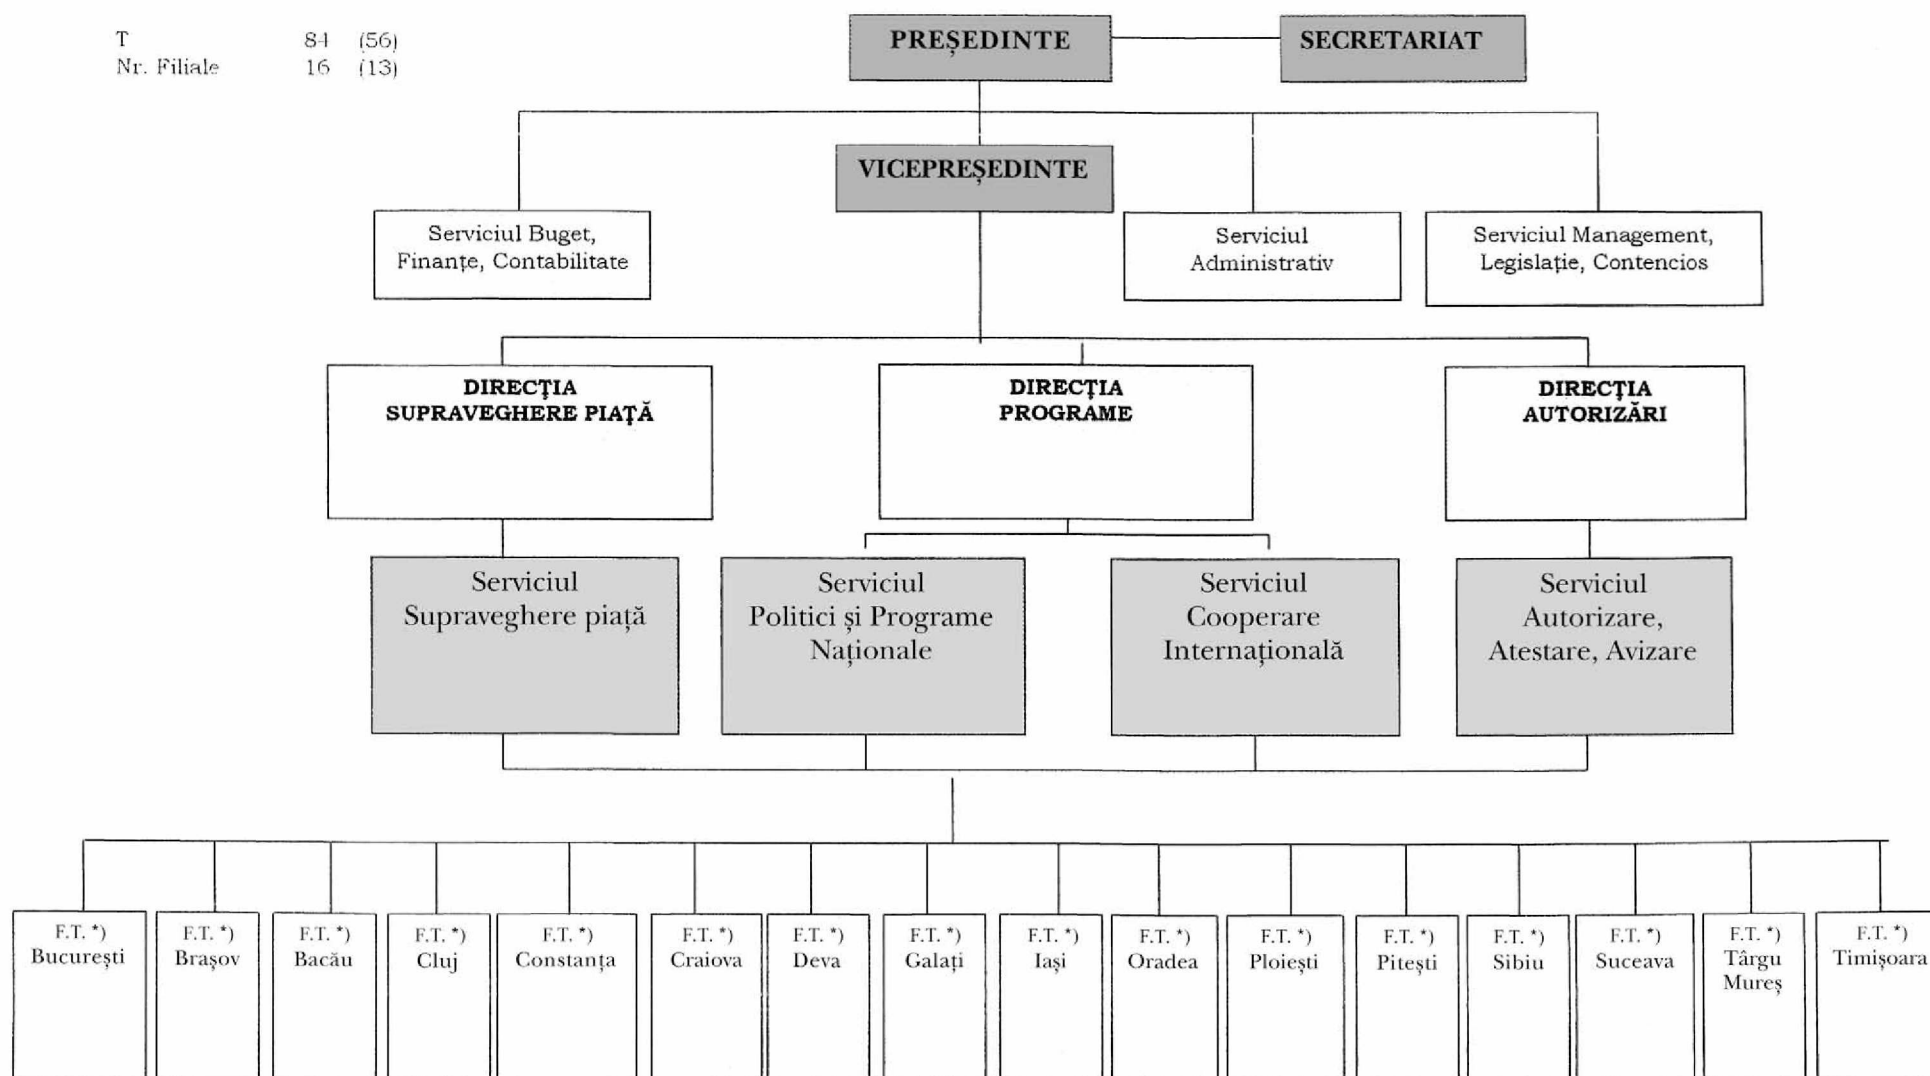 T 84 (56)
Nr. Filiale 16 (13)
PREȘEDINTE
SECRETARIAT
VICEPREȘEDINTE
Serviciul Buget,
Finanțe, Contabilitate
Serviciul
Administrativ
Serviciul Management,
Legislație, Contencios
DIRECȚIA
SUPRAVEGHERE PIAȚĂ
DIRECȚIA
PROGRAME
DIRECȚIA
AUTORIZĂRI
Serviciul
Supraveghere piață
Serviciul
Politici și Programe
Naționale
Serviciul
Cooperare
Internațională
Serviciul
Autorizare,
Atestare, Avizare
F.T. *)
București
F.T. *)
Brașov
F.T. *)
Bacău
F.T. *)
Cluj
F.T. *)
Constanța
F.T. *)
Craiova
F.T. *)
Deva
F.T. *)
Galați
F.T. *)
Iași
F.T. *)
Oradea
F.T. *)
Ploiești
F.T. *)
Pitești
F.T. *)
Sibiu
F.T. *)
Suceava
F.T. *)
Târgu
Mureș
F.T. *)
Timișoara